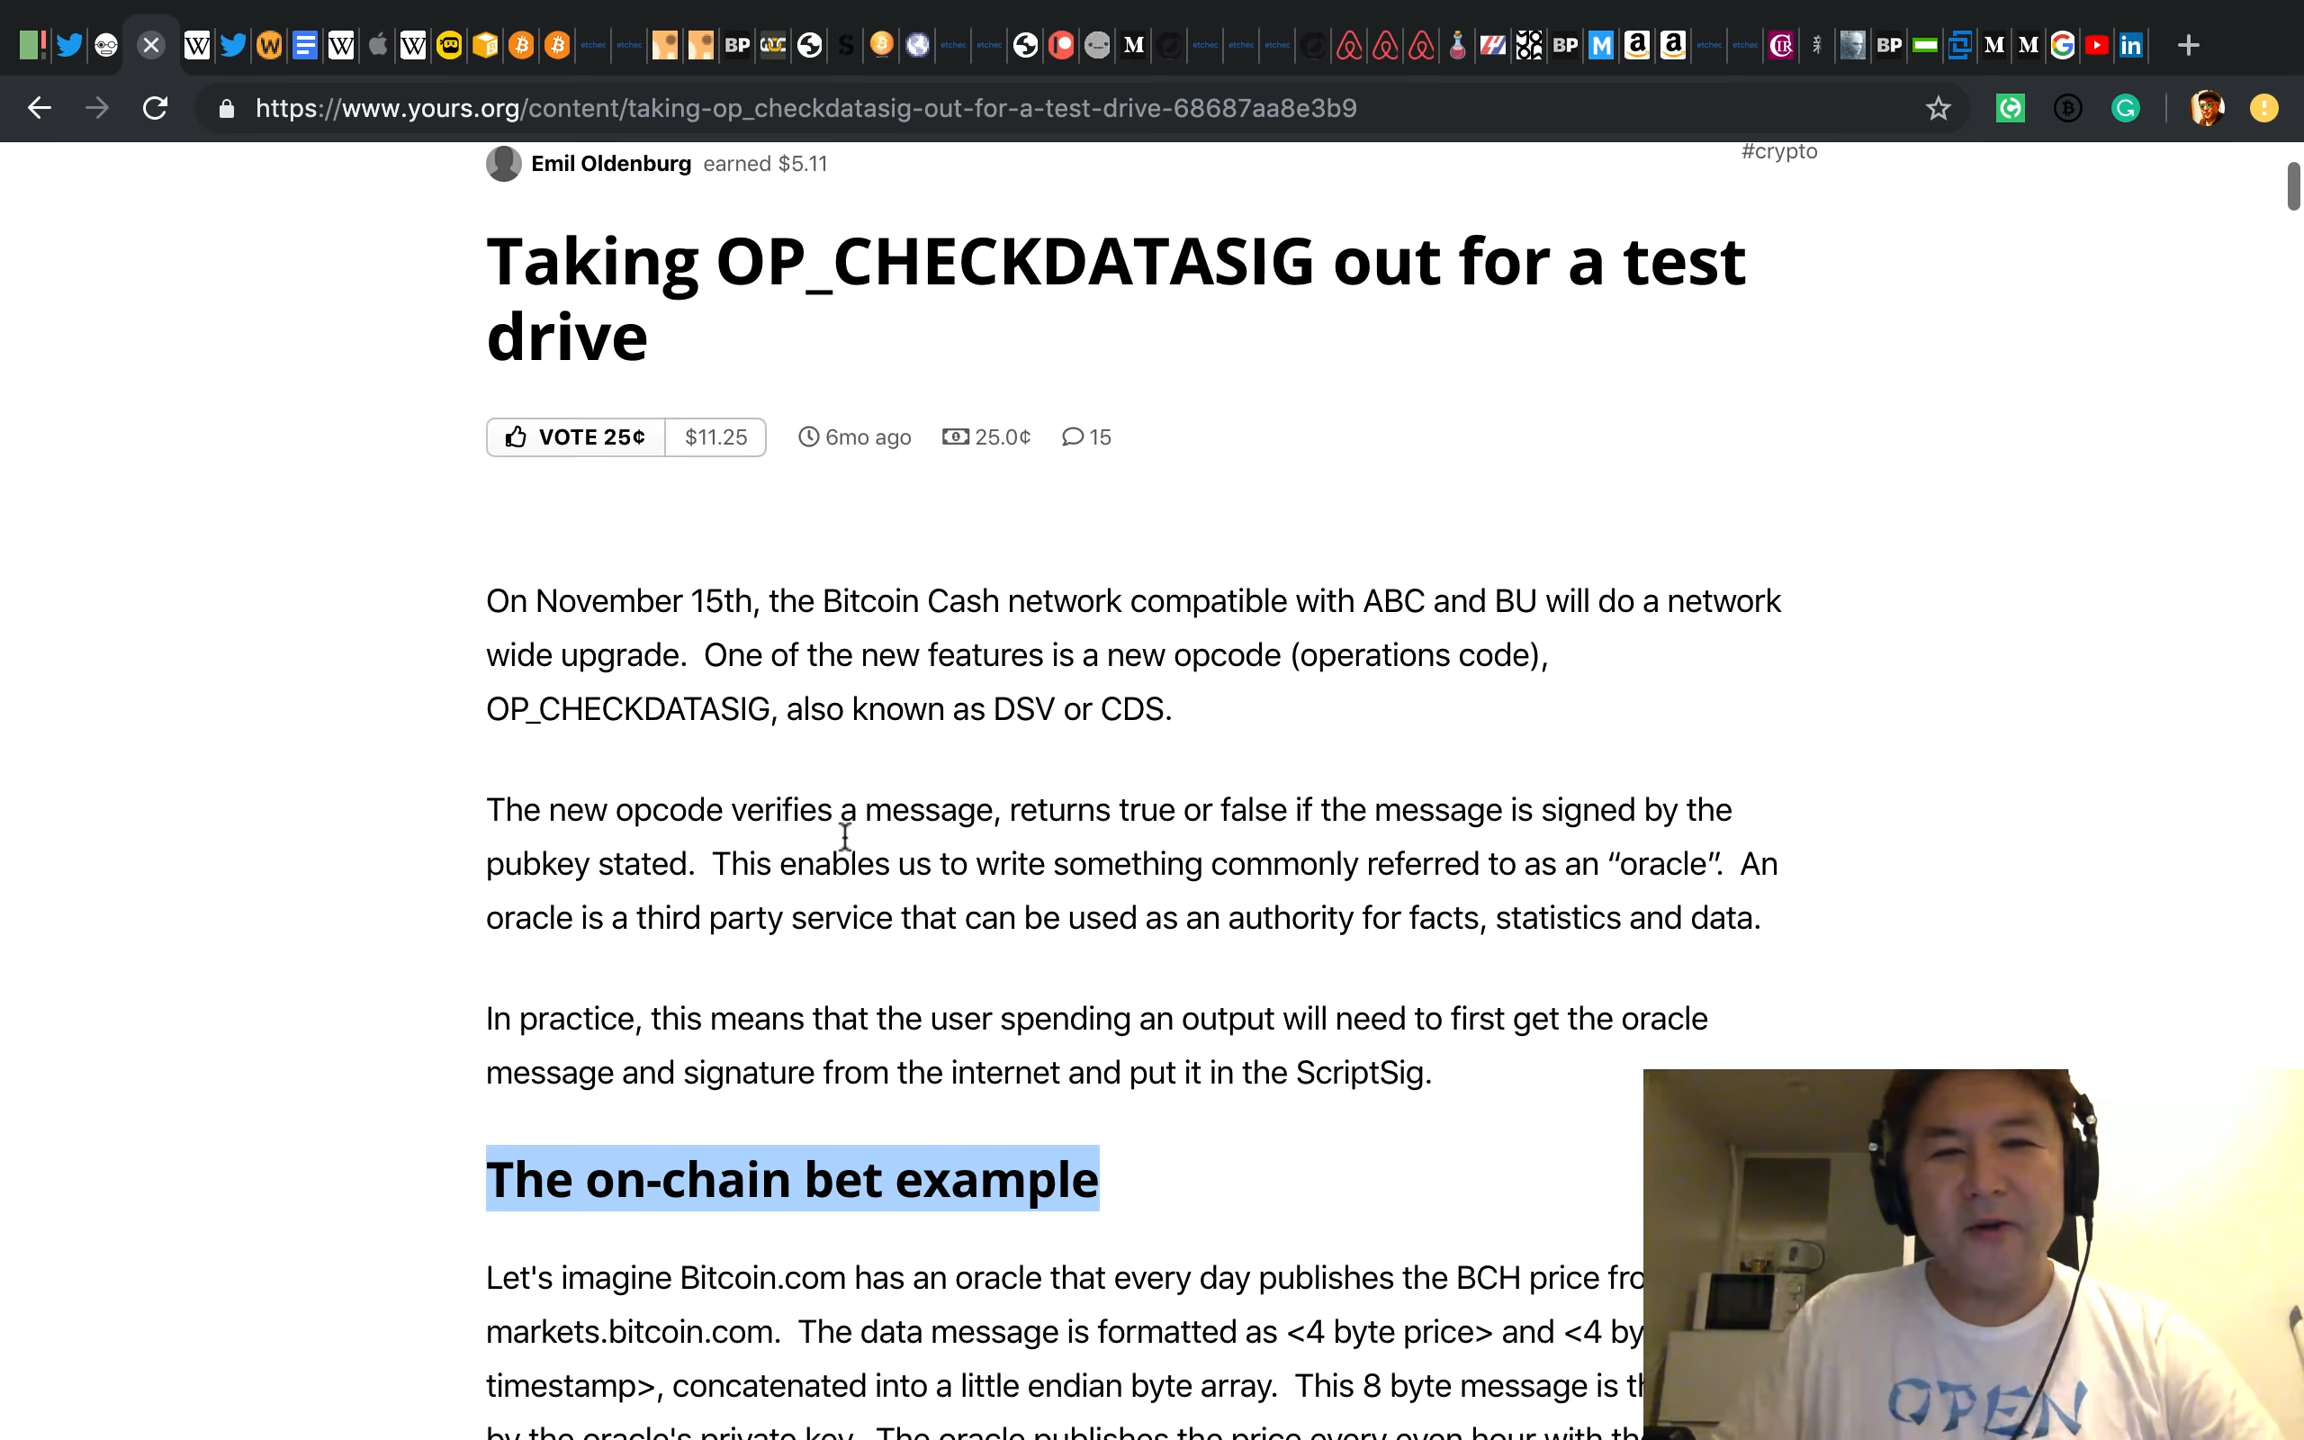 https://www.yours.org/content/taking-op_checkdatasig-out-for-a-test-drive-68687aa8e3b9
Emil Oldenburg earned $5.11
#crypto
Taking OP_CHECKDATASIG out for a test
drive
VOTE 25¢ $11.25 6mo ago 25.0¢ 15
On November 15th, the Bitcoin Cash network compatible with ABC and BU will do a network
wide upgrade.  One of the new features is a new opcode (operations code),
OP_CHECKDATASIG, also known as DSV or CDS.
The new opcode verifies a message, returns true or false if the message is signed by the
pubkey stated.  This enables us to write something commonly referred to as an “oracle”.  An
oracle is a third party service that can be used as an authority for facts, statistics and data.
In practice, this means that the user spending an output will need to first get the oracle
message and signature from the internet and put it in the ScriptSig.
The on-chain bet example
Let's imagine Bitcoin.com has an oracle that every day publishes the BCH price fro
markets.bitcoin.com.  The data message is formatted as <4 byte price> and <4 by
timestamp>, concatenated into a little endian byte array.  This 8 byte message is th
by the oracle's private key.  The oracle publishes the price every even hour with th
OPEN